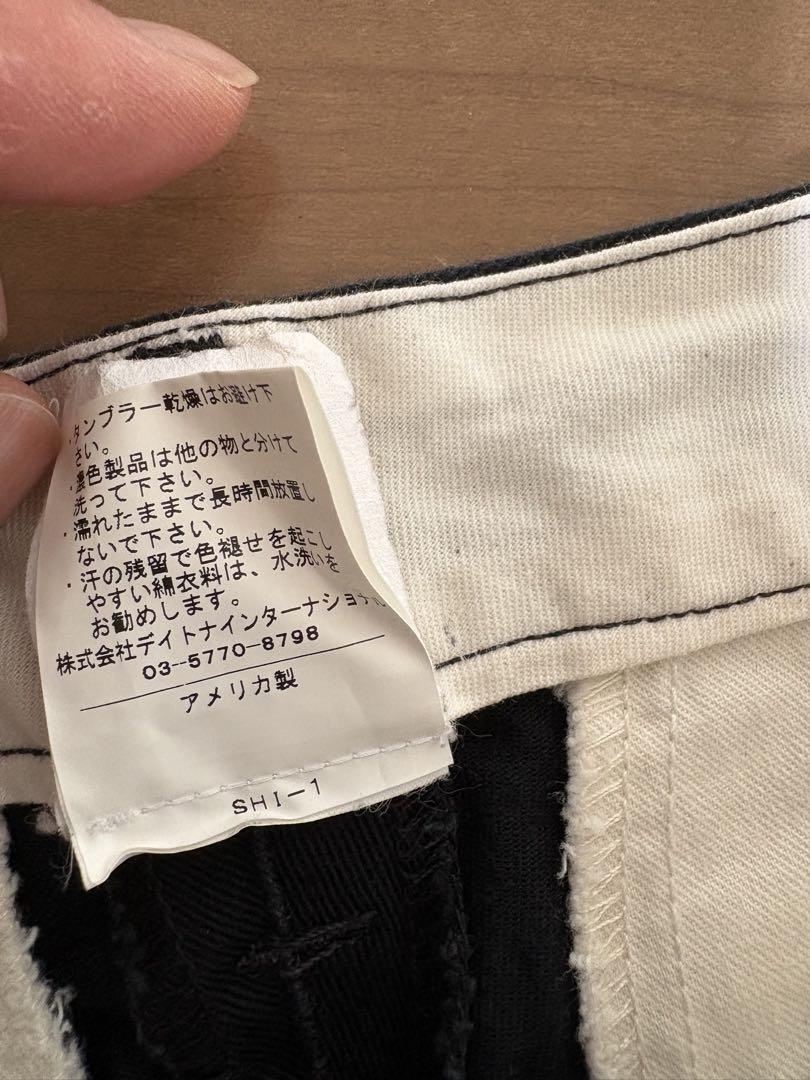 ・タンブラー乾燥はお避け下
さい。
・濃色製品は他の物と分けて
洗って下さい。
・濡れたままで長時間放置し
ないで下さい。
・汗の残留で色褪せを起こし
やすい綿衣料は、水洗いを
お勧めします。
株式会社デイトナインターナショナル
03--5770-8798
アメリカ製
SHI-1